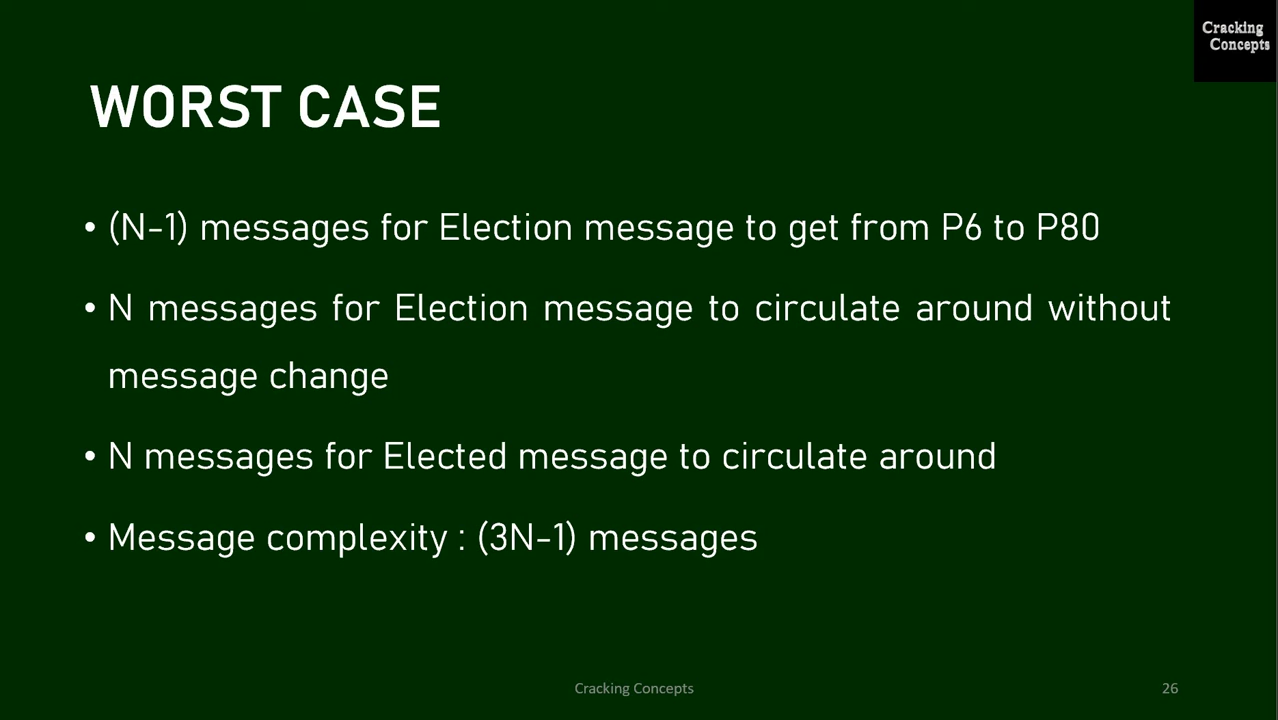 Cracking
Concepts
WORST CASE
• (N-1) messages for Election message to get from P6 to P80
• N messages for Election message to circulate around without
message change
• N messages for Elected message to circulate around
• Message complexity : (3N-1) messages
Cracking Concepts
26